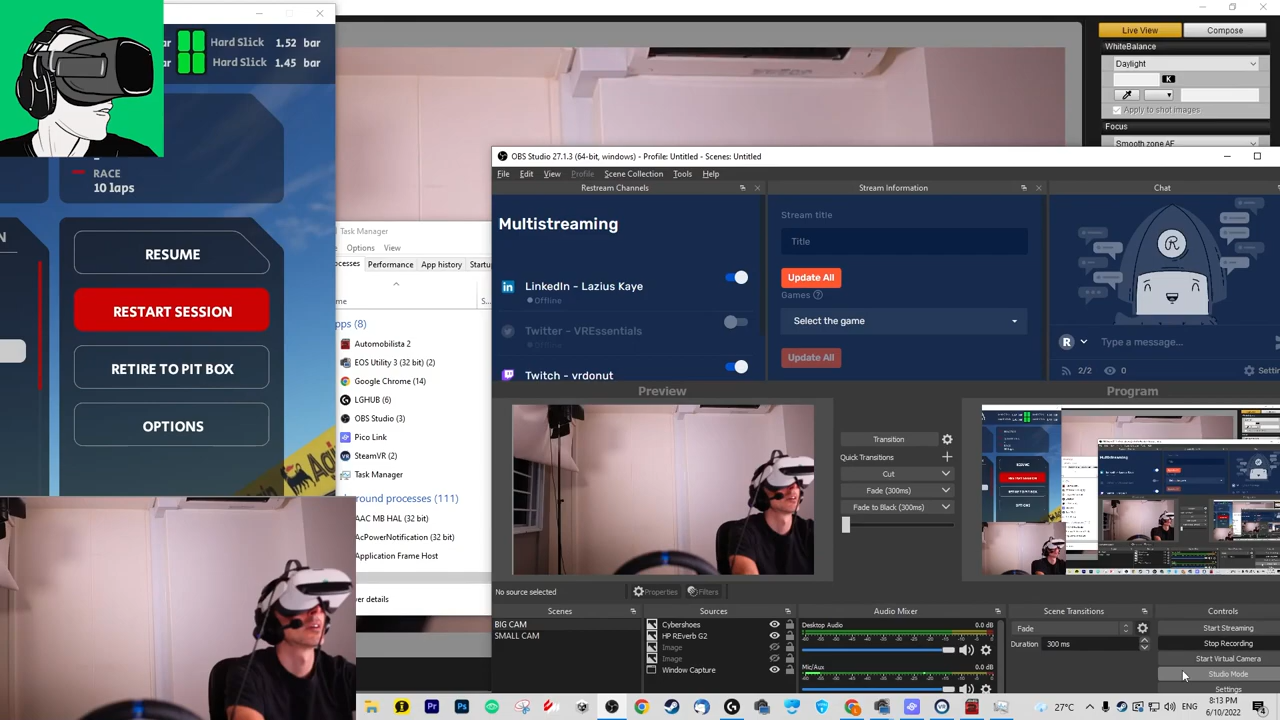 Hard Slick 1.52 bar
Hard Slick 1.45 bar
RACE
10 laps
RESUME
RESTART SESSION
RETIRE TO PIT BOX
OPTIONS
Live View
Compose
WhiteBalance
Daylight
K
Apply to shot images
Focus
Smooth zone AF
Task Manager
Options View
Performance App history
Automobilista 2
EOS Utility 3 (32 bit) (2)
Google Chrome (14)
LGHUB (6)
OBS Studio (3)
Pico Link
SteamVR (2)
Task Manager
AAC'MB HAL (32 bit)
AcPowerNotification (32 bit)
Application Frame Host
OBS Studio 27.1.3 (64-bit, windows) - Profile: Untitled - Scenes: Untitled
File Edit View Profile Scene Collection Tools Help
Restream Channels
Stream Information
Chat
Multistreaming
LinkedIn - Lazius Kaye
Offline
Twitter - VREssentials
Offline
Twitch - vrdonut
Stream title
Title
Update All
Games
Select the game
Update All
R
Type a message...
2/2 0
Preview
Program
Transition
Quick Transitions
Cut
Fade (300ms)
Fade to Black (300ms)
No source selected
Properties
Filters
Scenes
BIG CAM
SMALL CAM
Sources
Cybershoes
HP REverb G2
Image
Image
Window Capture
Audio Mixer
Desktop Audio 0.0 dB
Mic/Aux 0.0 dB
Scene Transitions
Fade
Duration 300 ms
Controls
Start Streaming
Stop Recording
Start Virtual Camera
Studio Mode
Settings
27°C
8:13 PM
6/10/2022